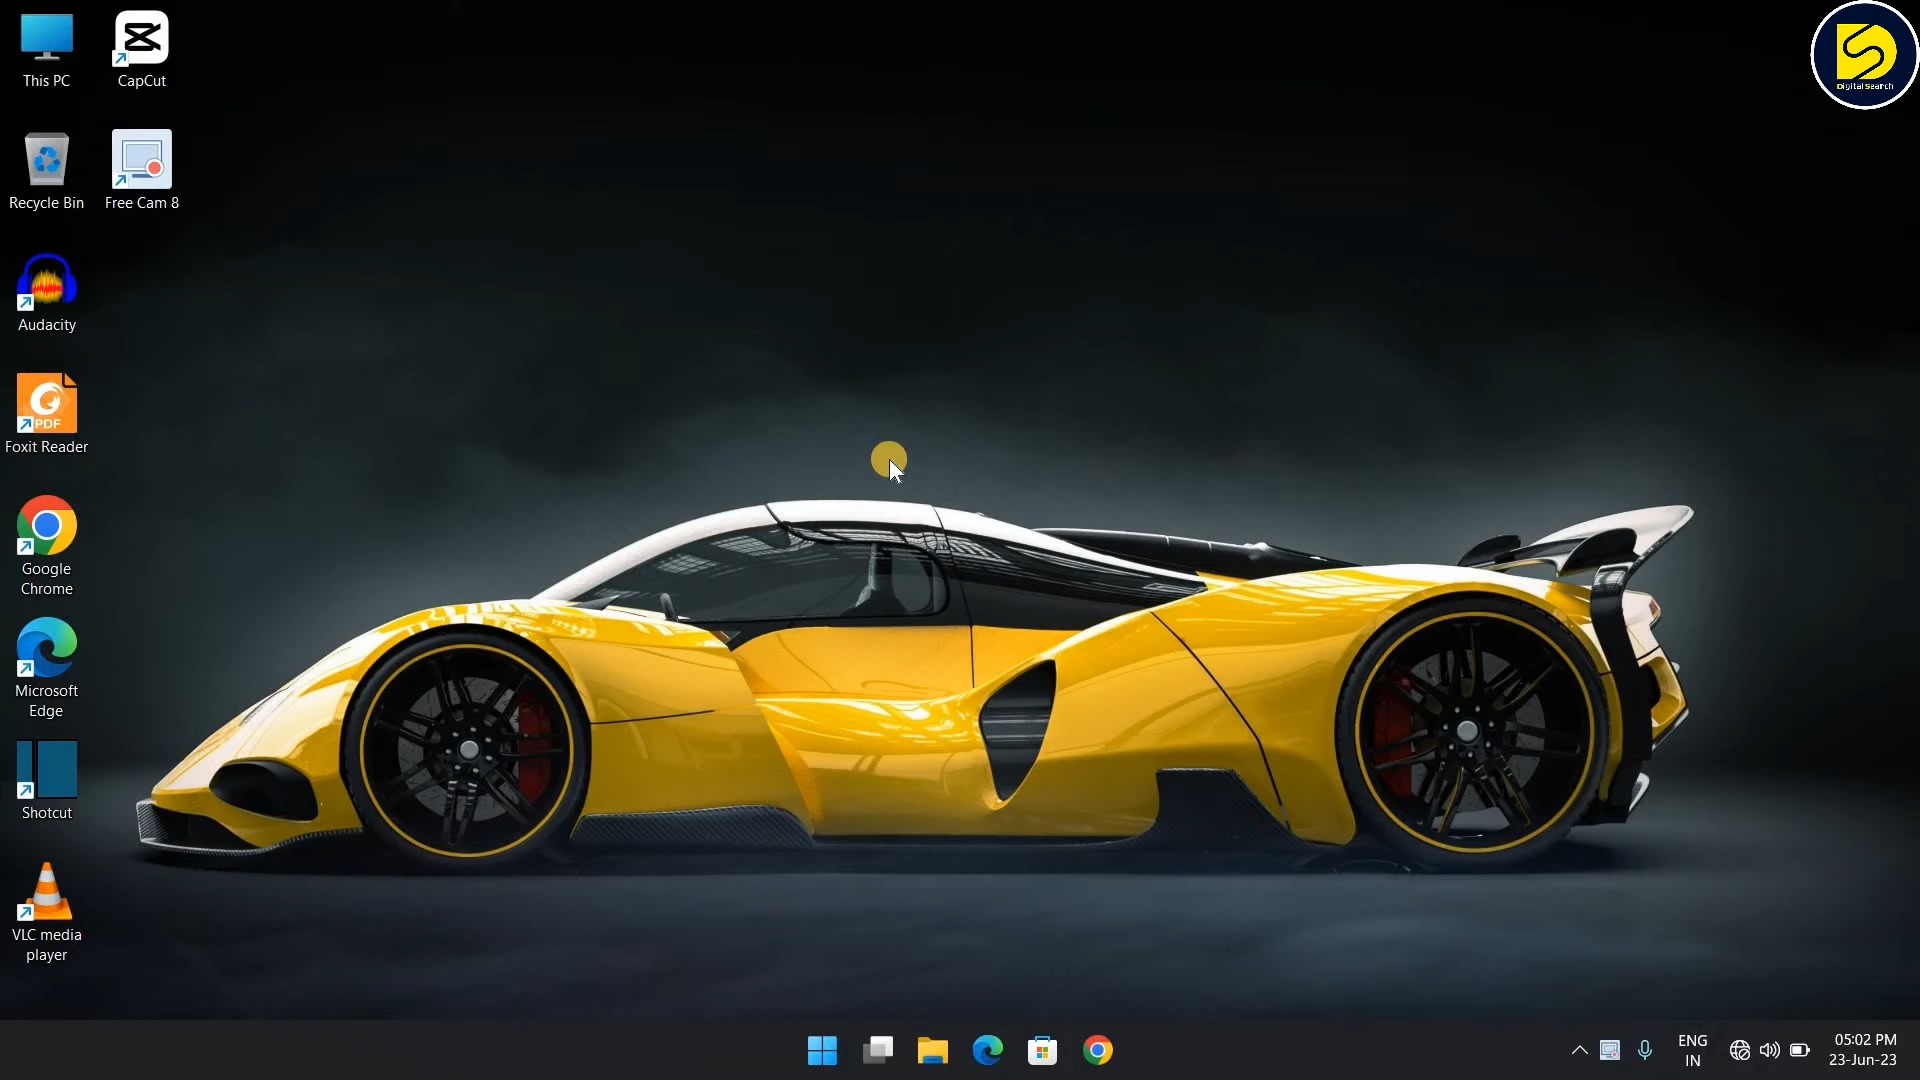 This PC
CapCut
Digital Search
Recycle Bin
Free Cam 8
Audacity
PDF
Foxit Reader
Google
Chrome
Microsoft
Edge
Shotcut
VLC media
player
ENG
IN
05:02 PM
23-Jun-23